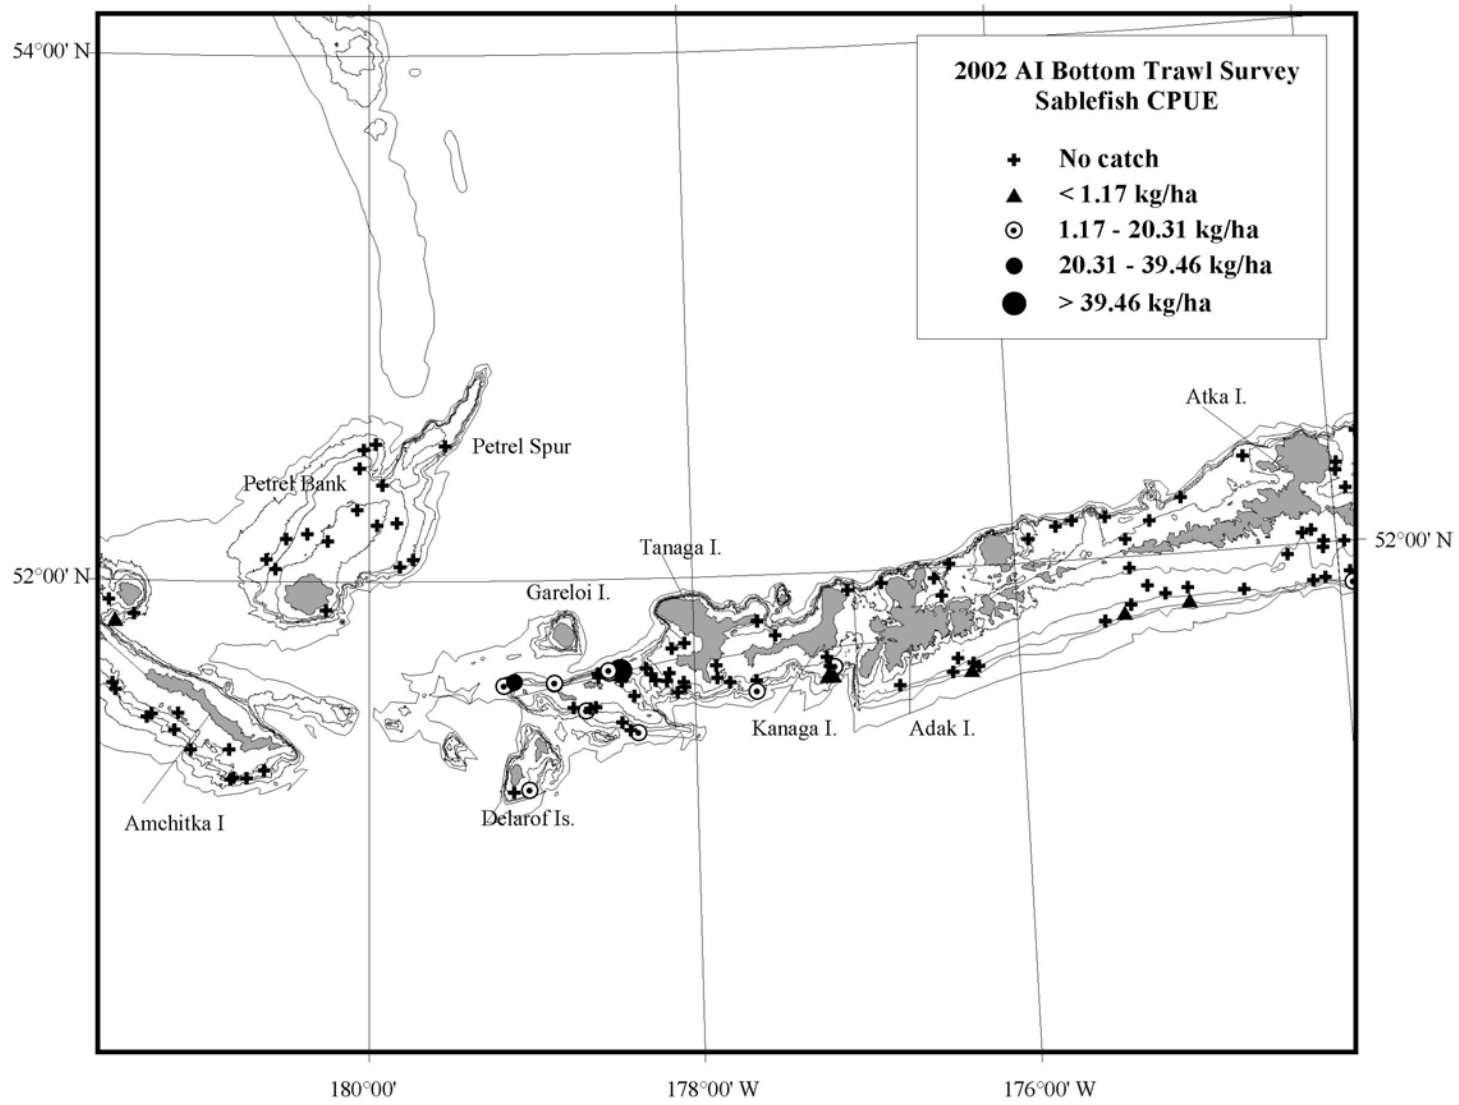 54°00' N
2002 AI Bottom Trawl Survey
Sablefish CPUE
No catch
< 1.17 kg/ha
1.17 - 20.31 kg/ha
20.31 - 39.46 kg/ha
> 39.46 kg/ha
Atka I.
Petrel Spur
Petrel Bank
52°00' N
Tanaga I.
52°00' N
Gareloi I.
Kanaga I.
Adak I.
Delarof Is.
Amchitka I
180°00'
178°00' W
176°00' W